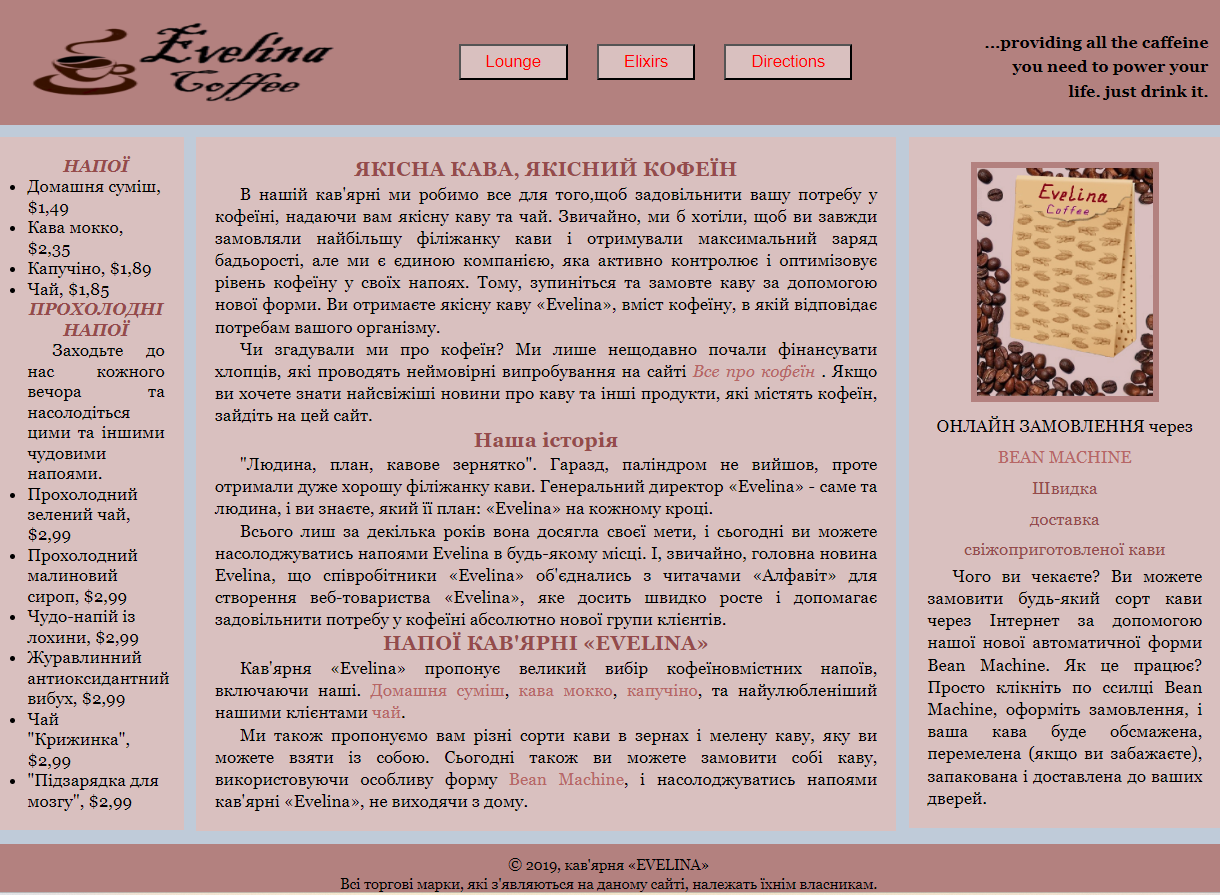 Evelina
Coffee
Lounge
Elixirs
Directions
...providing all the caffeine
you need to power your
life. just drink it.
НАПОЇ
Домашня суміш,
$1,49
Кава мокко,
$2,35
Капучіно, $1,89
Чай, $1,85
ПРОХОЛОДНІ
НАПОЇ
Заходьте до
нас кожного
вечора та
насолодіться
цими та іншими
чудовими
напоями.
Прохолодний
зелений чай,
$2,99
Прохолодний
малиновий
сироп, $2,99
Чудо-напій із
лохини, $2,99
Журавлинний
антиоксидантний
вибух, $2,99
Чай
"Крижинка",
$2,99
"Підзарядка для
мозгу", $2,99
ЯКІСНА КАВА, ЯКІСНИЙ КОФЕЇН
В нашій кав'ярні ми робимо все для того,щоб задовільнити вашу потребу у
кофеїні, надаючи вам якісну каву та чай. Звичайно, ми б хотіли, щоб ви завжди
замовляли найбільшу філіжанку кави і отримували максимальний заряд
бадьорості, але ми є єдиною компанією, яка активно контролює і оптимізовує
рівень кофеїну у своїх напоях. Тому, зупиніться та замовте каву за допомогою
нової форми. Ви отримаєте якісну каву «Evelina», вміст кофеїну, в якій відповідає
потребам вашого організму.
Чи згадували ми про кофеїн? Ми лише нещодавно почали фінансувати
хлопців, які проводять неймовірні випробування на сайті Все про кофеїн . Якщо
ви хочете знати найсвіжіші новини про каву та інші продукти, які містять кофеїн,
зайдіть на цей сайт.
Наша історія
"Людина, план, кавове зернятко". Гаразд, паліндром не вийшов, проте
отримали дуже хорошу філіжанку кави. Генеральний директор «Evelina» - саме та
людина, і ви знаєте, який її план: «Evelina» на кожному кроці.
Всього лиш за декілька років вона досягла своєї мети, і сьогодні ви можете
насолоджуватись напоями Evelina в будь-якому місці. І, звичайно, головна новина
Evelina, що співробітники «Evelina» об'єднались з читачами «Алфавіт» для
створення веб-товариства «Evelina», яке досить швидко росте і допомагає
задовільнити потребу у кофеїні абсолютно нової групи клієнтів.
НАПОЇ КАВ'ЯРНІ «EVELINA»
Кав'ярня «Evelina» пропонує великий вибір кофеїновмістних напоїв,
включаючи наші. Домашня суміш, кава мокко, капучіно, та найулюбленіший
нашими клієнтами чай.
Ми також пропонуємо вам різні сорти кави в зернах і мелену каву, яку ви
можете взяти із собою. Сьогодні також ви можете замовити собі каву,
використовуючи особливу форму Bean Machine, і насолоджуватись напоями
кав'ярні «Evelina», не виходячи з дому.
Evelina
Coffee
ОНЛАЙН ЗАМОВЛЕННЯ через
BEAN MACHINE
Швидка
доставка
свіжоприготовленої кави
Чого ви чекаєте? Ви можете
замовити будь-який сорт кави
через Інтернет за допомогою
нашої нової автоматичної форми
Bean Machine. Як це працює?
Просто клікніть по ссилці Bean
Machine, оформіть замовлення, і
ваша кава буде обсмажена,
перемелена (якщо ви забажаєте),
запакована і доставлена до ваших
дверей.
© 2019, кав'ярня «EVELINA»
Всі торгові марки, які з'являються на даному сайті, належать їхнім власникам.